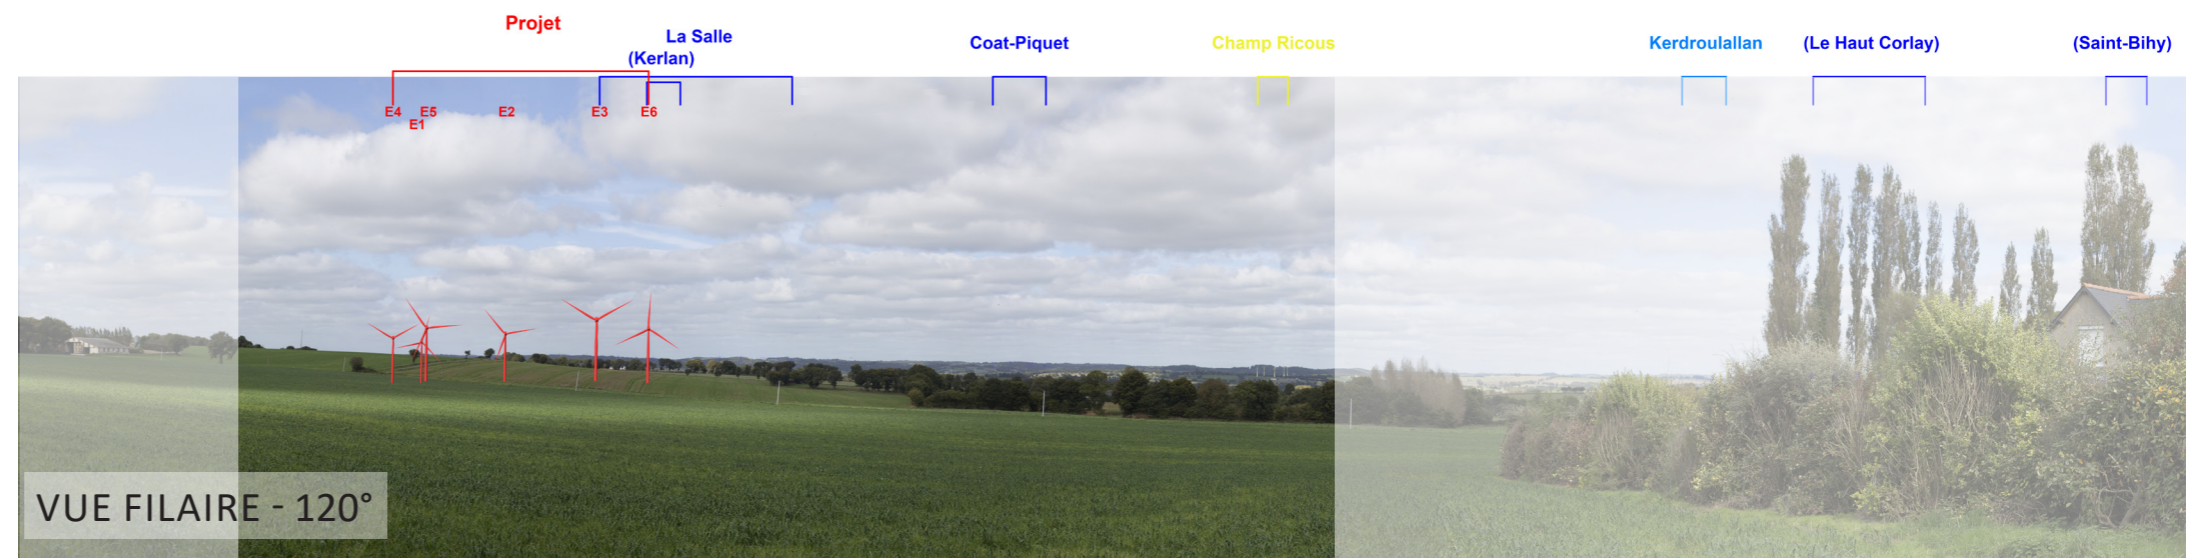 Projet
La Salle
(Kerlan)
Coat-Piquet
Champ Ricous
Kerdroulallan
(Le Haut Corlay)
(Saint-Bihy)
E4
E5
E1
E2
E3
E6
VUE FILAIRE - 120°